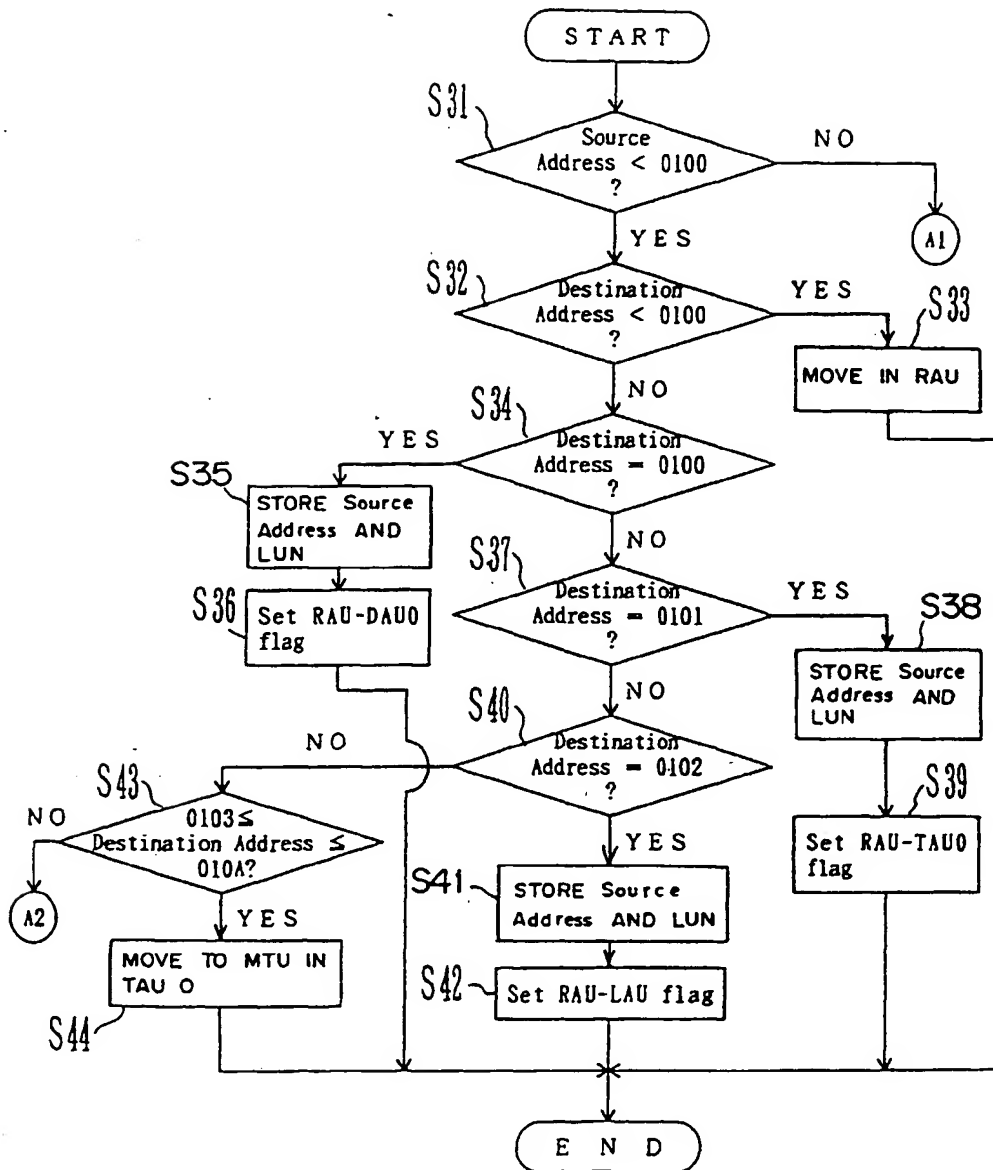 START
S31
Source
Address < 0100
?
NO
A1
YES
S32
Destination
Address < 0100
?
YES
S33
MOVE IN RAU
NO
S34
Destination
Address = 0100
?
YES
S35
STORE Source
Address AND
LUN
NO
S36
Set RAU-DAU0
flag
S37
Destination
Address = 0101
?
YES
S38
STORE Source
Address AND
LUN
NO
S40
Destination
Address = 0102
?
NO
S39
Set RAU-TAU0
flag
S43
0103≤
Destination Address ≤
010A?
NO
A2
YES
S41
STORE Source
Address AND LUN
YES
MOVE TO MTU IN
TAU 0
S44
S42
Set RAU-LAU flag
END